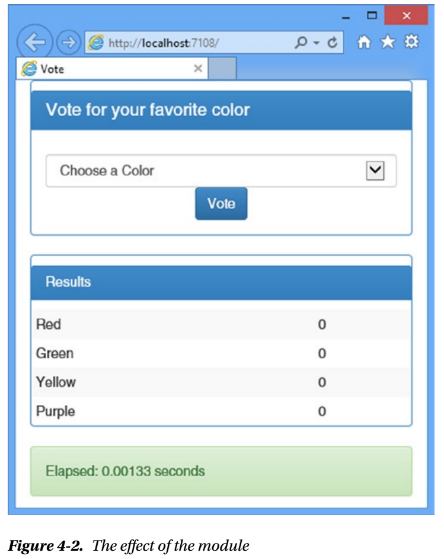 http://localhost:7108/
Vote
Vote for your favorite color
Choose a Color
Vote
Results
Red 0
Green 0
Yellow 0
Purple 0
Elapsed: 0.00133 seconds
Figure 4-2. The effect of the module